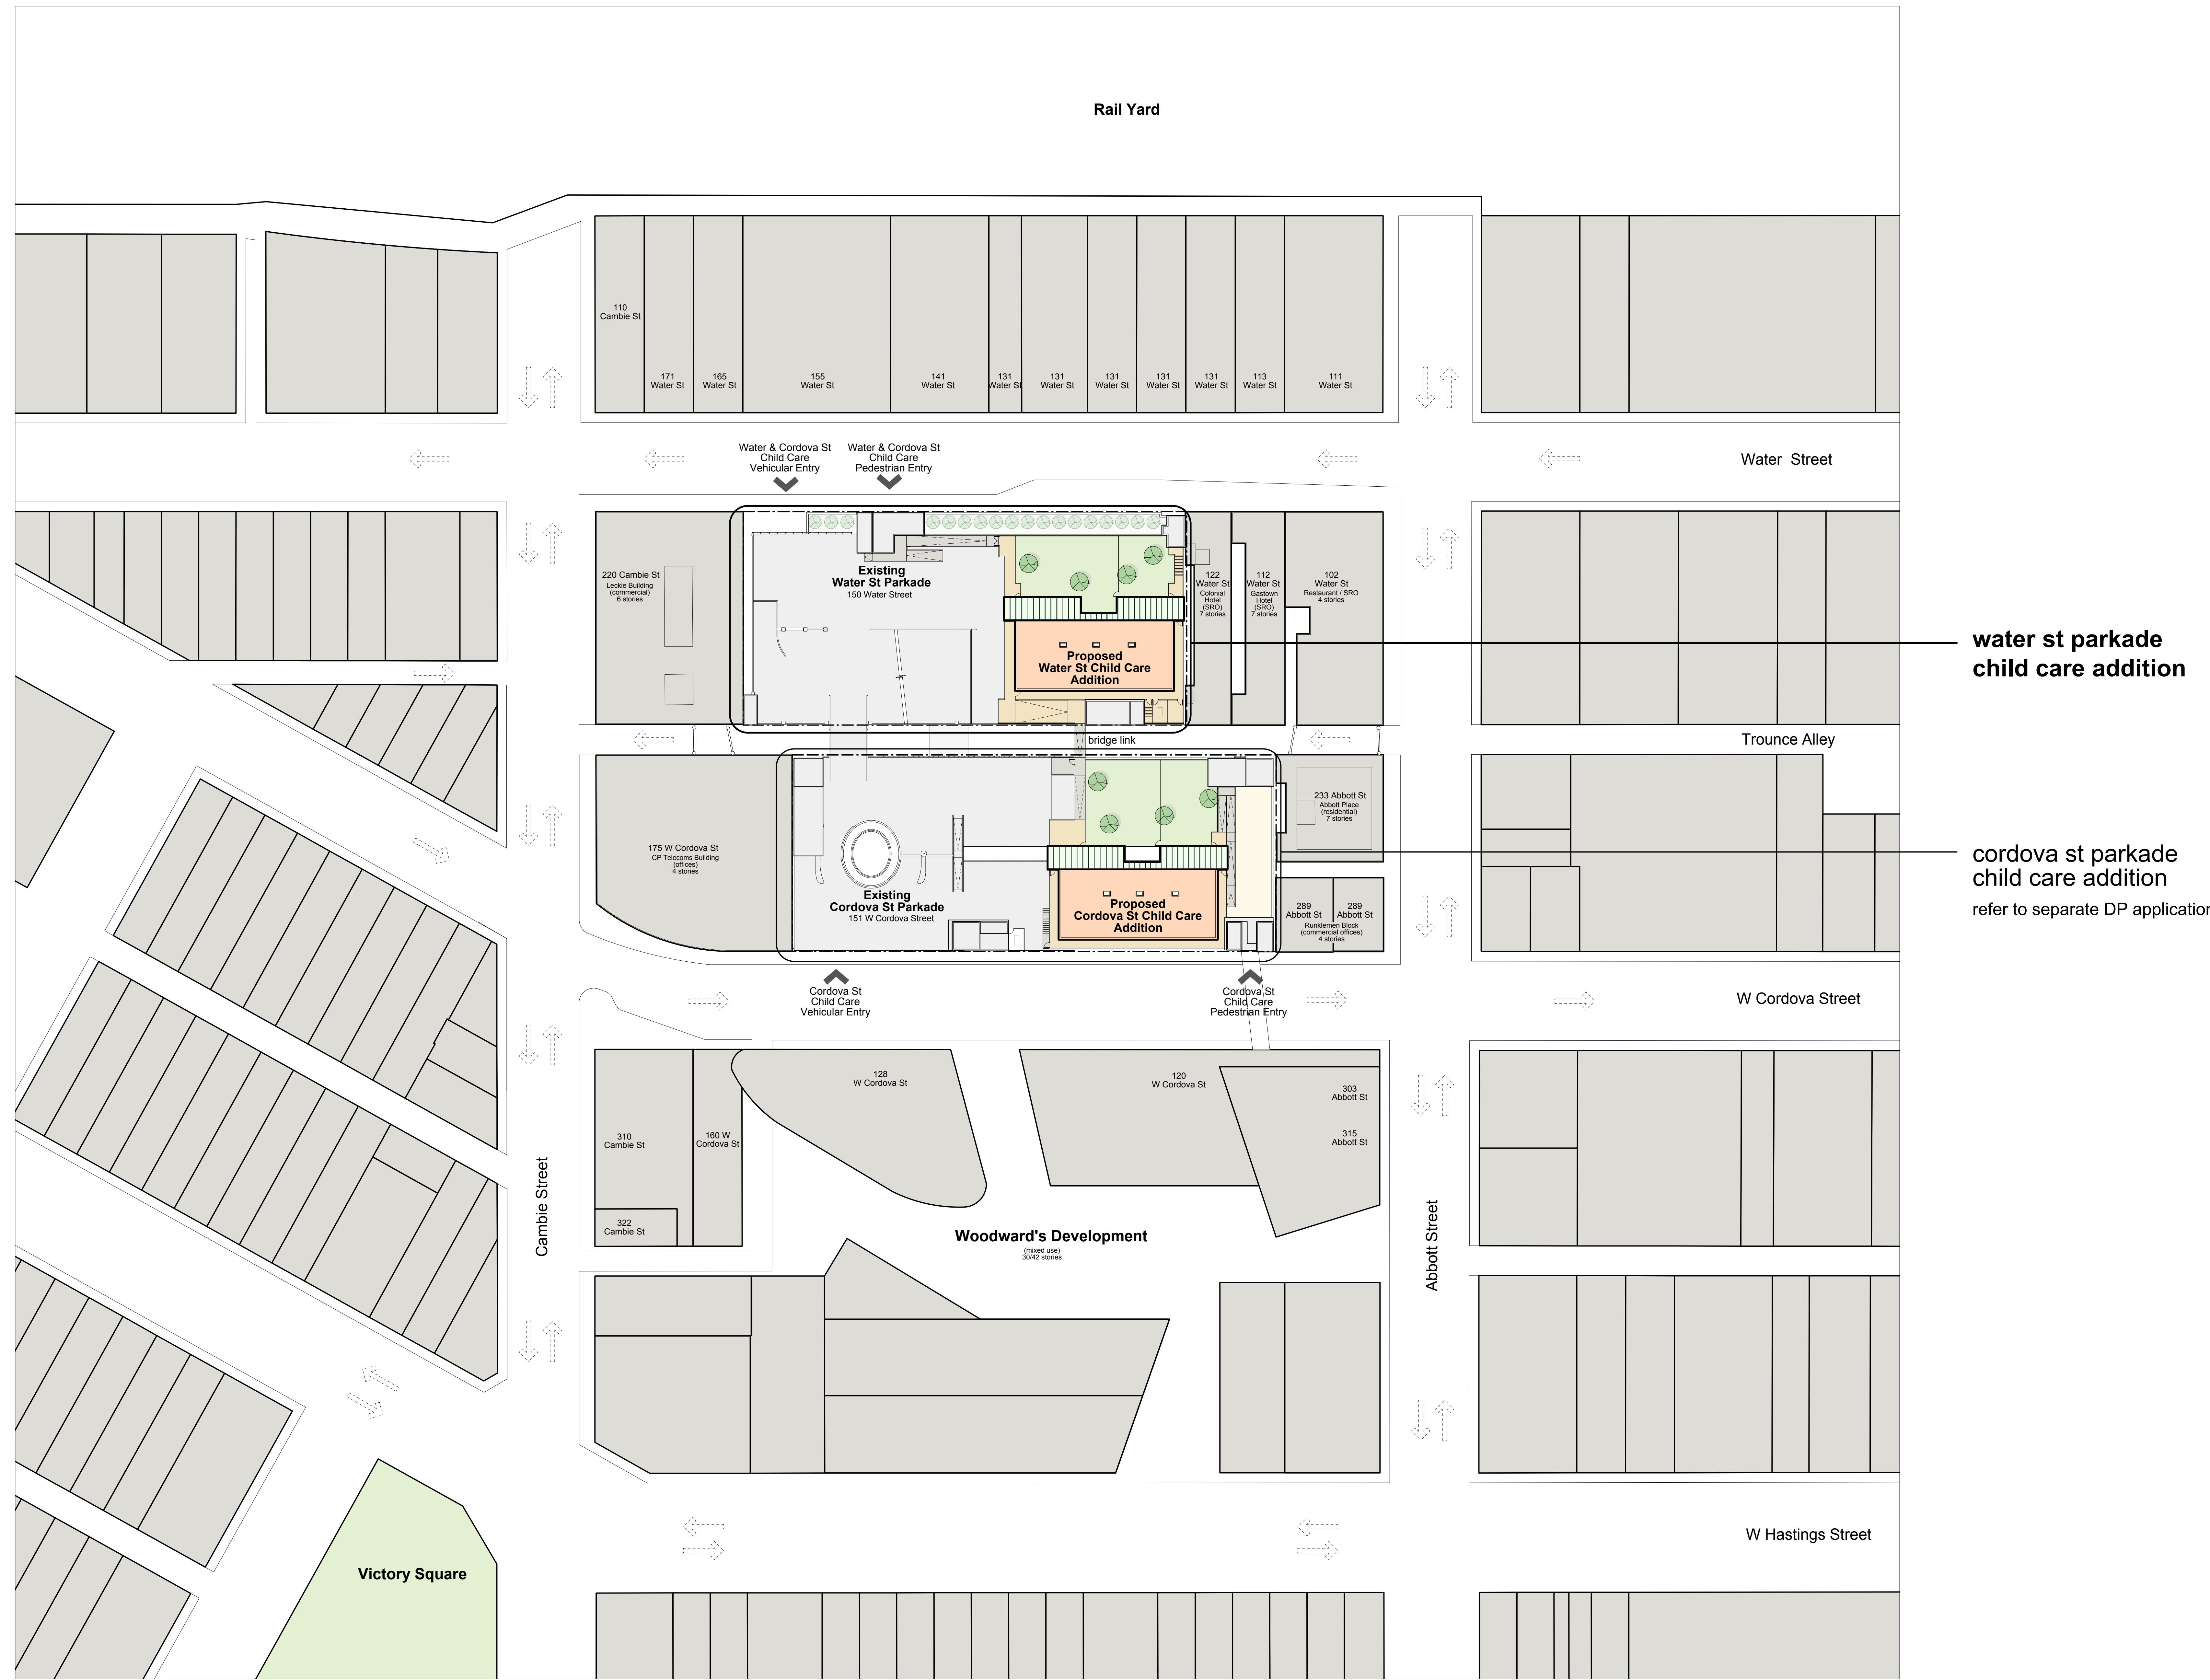 Rail Yard
110
Cambie St
171
Water St
165
Water St
155
Water St
141
Water St
131
Water St
131
Water St
131
Water St
131
Water St
131
Water St
113
Water St
111
Water St
Water & Cordova St
Child Care
Vehicular Entry
Water & Cordova St
Child Care
Pedestrian Entry
Water Street
220 Cambie St
Leckie Building
(commercial)
6 stories
Existing
Water St Parkade
150 Water Street
122
Water St
Colonial
Hotel
(SRO)
7 stories
112
Water St
Gastown
Hotel
(SRO)
7 stories
102
Water St
Restaurant / SRO
4 stories
Proposed
Water St Child Care
Addition
water st parkade
child care addition
bridge link
Trounce Alley
233 Abbott St
Abbott Place
(residential)
7 stories
175 W Cordova St
CP Telecoms Building
(offices)
4 stories
Existing
Cordova St Parkade
151 W Cordova Street
Proposed
Cordova St Child Care
Addition
289
Abbott St
289
Abbott St
Runklemen Block
(commercial offices)
4 stories
cordova st parkade
child care addition
refer to separate DP application
Cordova St
Child Care
Vehicular Entry
Cordova St
Child Care
Pedestrian Entry
W Cordova Street
128
W Cordova St
120
W Cordova St
303
Abbott St
315
Abbott St
310
Cambie St
160 W
Cordova St
322
Cambie St
Cambie Street
Woodward's Development
(mixed use)
30/42 stories
Abbott Street
W Hastings Street
Victory Square